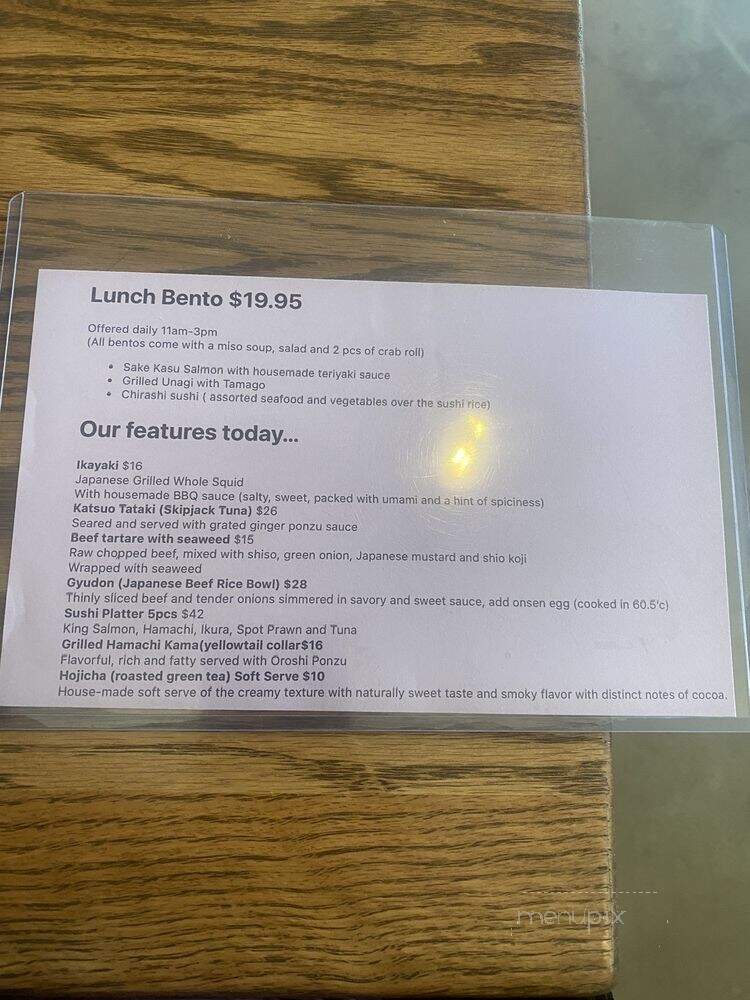 Lunch Bento $19.95
Offered daily 11am-3pm
(All bentos come with a miso soup, salad and 2 pcs of crab roll)
• Sake Kasu Salmon with housemade teriyaki sauce
• Grilled Unagi with Tamago
• Chirashi sushi ( assorted seafood and vegetables over the sushi rice)
Our features today...
Ikayaki $16
Japanese Grilled Whole Squid
With housemade BBQ sauce (salty, sweet, packed with umami and a hint of spiciness)
Katsuo Tataki (Skipjack Tuna) $26
Seared and served with grated ginger ponzu sauce
Beef tartare with seaweed $15
Raw chopped beef, mixed with shiso, green onion, Japanese mustard and shio koji
Wrapped with seaweed
Gyudon (Japanese Beef Rice Bowl) $28
Thinly sliced beef and tender onions simmered in savory and sweet sauce, add onsen egg (cooked in 60.5'c)
Sushi Platter 5pcs $42
King Salmon, Hamachi, Ikura, Spot Prawn and Tuna
Grilled Hamachi Kama(yellowtail collar$16
Flavorful, rich and fatty served with Oroshi Ponzu
Hojicha (roasted green tea) Soft Serve $10
House-made soft serve of the creamy texture with naturally sweet taste and smoky flavor with distinct notes of cocoa.
menupix